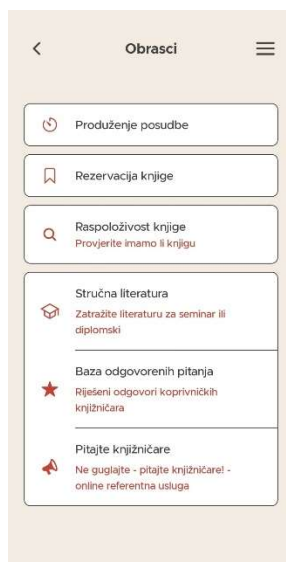 Obrasci
Produženje posudbe
Rezervacija knjige
Raspoloživost knjige
Provjerite imamo li knjigu
Stručna literatura
Zatražite literaturu za seminar ili
diplomski
Baza odgovorenih pitanja
Riješeni odgovori koprivničkih
knjižničara
Pitajte knjižničare
Ne guglajte - pitajte knjižničare! -
online referentna usluga